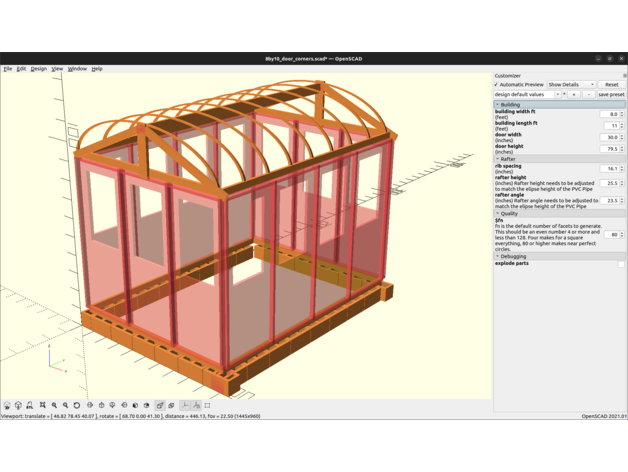 8by10_door_corners.scad* — OpenSCAD
File Edit Design View Window Help
Customizer
Automatic Preview Show Details Reset
design default values + - save preset
Building
building width ft
(feet) 8.0
building length ft
(feet) 11
door width
(inches) 30.0
door height
(inches) 79.5
Rafter
rib spacing
(inches) 16.1
rafter height
(inches) Rafter height needs to be adjusted
to match the elipse height of the PVC Pipe 25.5
rafter angle
(inches) Rafter angle needs to be adjusted to
match the elipse height of the PVC Pipe 23.5
Quality
$fn
fn is the default number of facets to generate.
This should be an even number 4 or more and
less than 128. Four makes for a square
everything, 80 or higher makes near perfect
circles. 80
Debugging
explode parts
Viewport: translate = [ 46.82 78.45 40.07 ], rotate = [ 68.70 0.00 41.30 ], distance = 446.13, fov = 22.50 (1445x960) OpenSCAD 2021.01